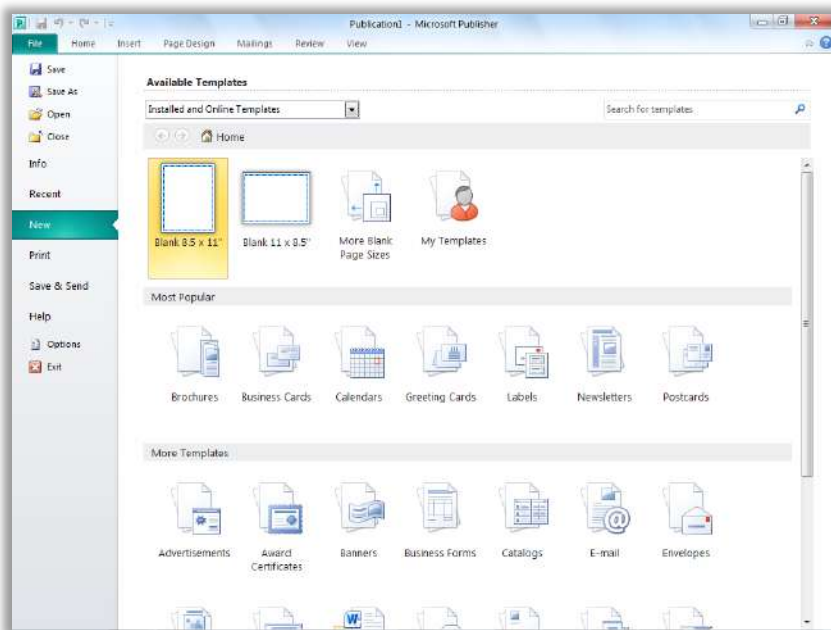 Publication1 - Microsoft Publisher
File Home Insert Page Design Mailings Review View
Save
Save As
Open
Close
Info
Recent
New
Print
Save & Send
Help
Options
Exit
Available Templates
Installed and Online Templates
Search for templates
Home
Blank 8.5 x 11"
Blank 11 x 8.5"
More Blank
Page Sizes
My Templates
Most Popular
Brochures
Business Cards
Calendars
Greeting Cards
Labels
Newsletters
Postcards
More Templates
Advertisements
Award
Certificates
Banners
Business Forms
Catalogs
E-mail
Envelopes